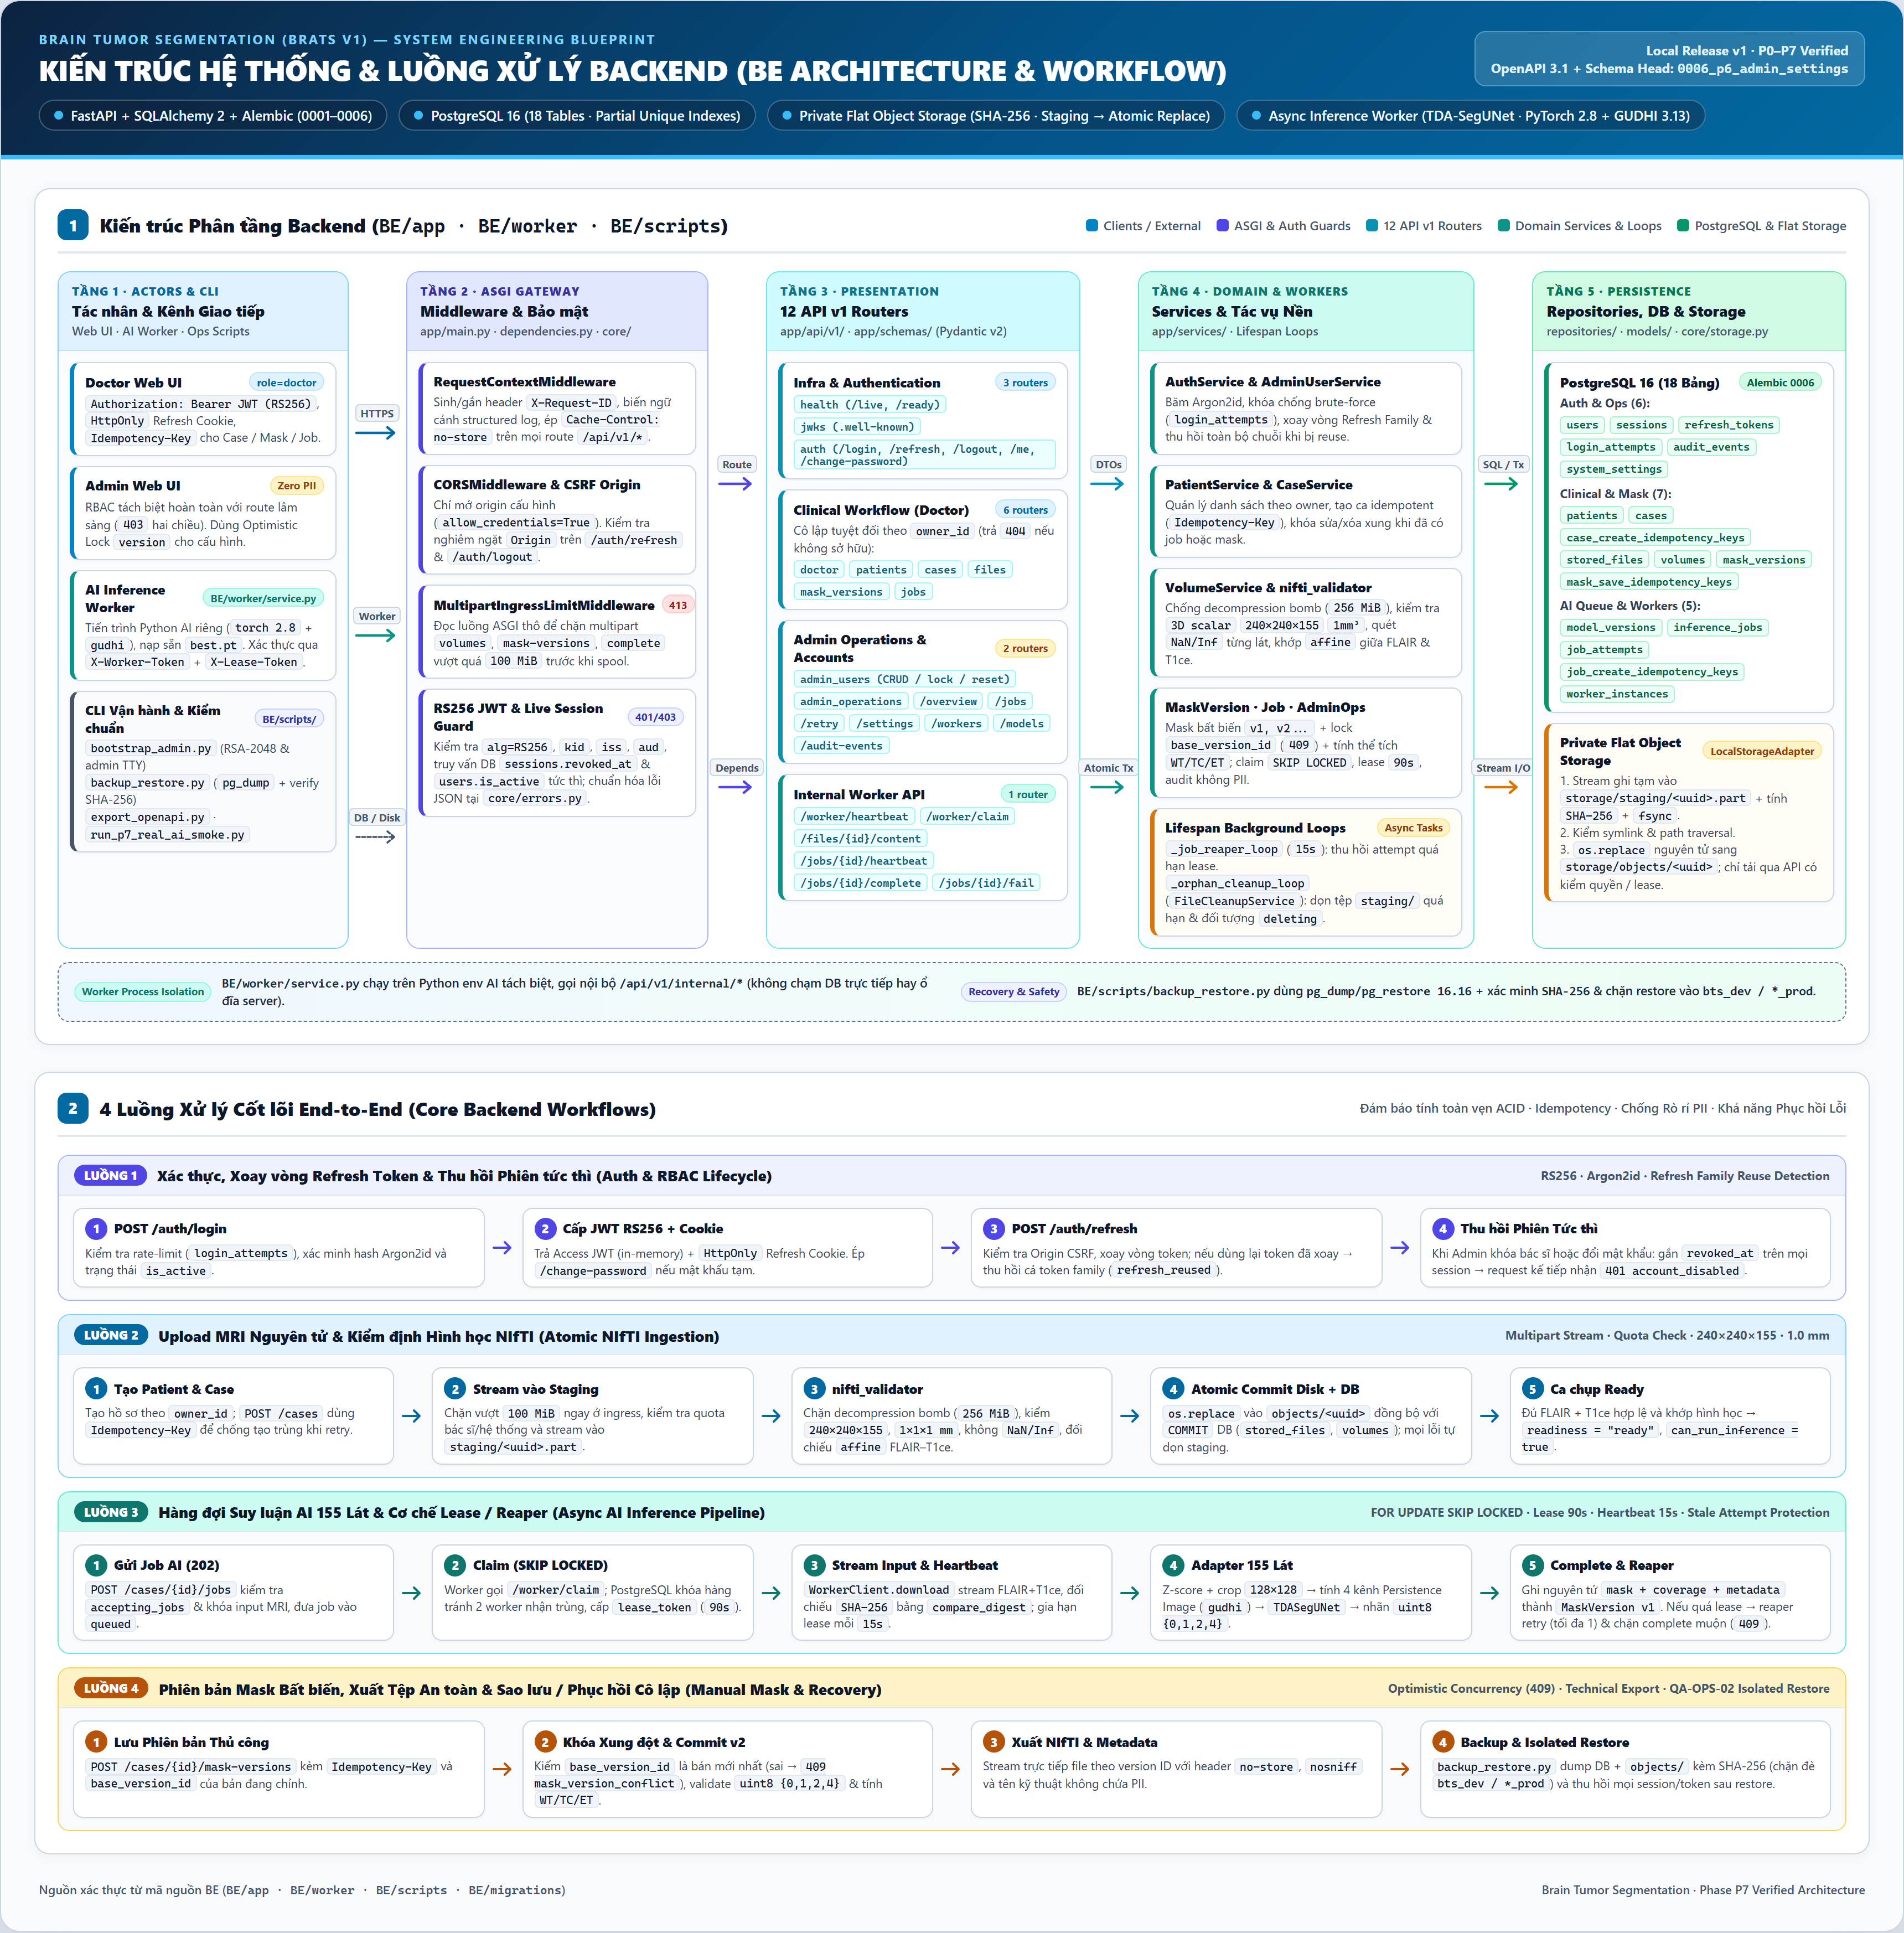 BRAIN TUMOR SEGMENTATION (BRATS V1) — SYSTEM ENGINEERING BLUEPRINT
KIẾN TRÚC HỆ THỐNG & LUỒNG XỬ LÝ BACKEND (BE ARCHITECTURE & WORKFLOW)
Local Release v1 · P0–P7 Verified
OpenAPI 3.1 + Schema Head: 0006_p6_admin_settings
FastAPI + SQLAlchemy 2 + Alembic (0001–0006)
PostgreSQL 16 (18 Tables · Partial Unique Indexes)
Private Flat Object Storage (SHA-256 · Staging → Atomic Replace)
Async Inference Worker (TDA-SegUNet · PyTorch 2.8 + GUDHI 3.13)
1 Kiến trúc Phân tầng Backend (BE/app · BE/worker · BE/scripts)
Clients / External
ASGI & Auth Guards
12 API v1 Routers
Domain Services & Loops
PostgreSQL & Flat Storage
TẦNG 1 · ACTORS & CLI
Tác nhân & Kênh Giao tiếp
Web UI · AI Worker · Ops Scripts
Doctor Web UI
role=doctor
Authorization: Bearer JWT (RS256),
HttpOnly Refresh Cookie,
Idempotency-Key cho Case / Mask / Job.
Admin Web UI
Zero PII
RBAC tách biệt hoàn toàn với route lâm
sàng (403 hai chiều). Dùng Optimistic
Lock version cho cấu hình.
AI Inference
Worker
BE/worker/service.py
Tiến trình Python AI riêng (torch 2.8 +
gudhi), nạp sẵn best.pt. Xác thực qua
X-Worker-Token + X-Lease-Token.
CLI Vận hành & Kiểm
chuẩn
BE/scripts/
bootstrap_admin.py (RSA-2048 &
admin TTY)
backup_restore.py (pg_dump + verify
SHA-256)
export_openapi.py ·
run_p7_real_ai_smoke.py
HTTPS
Worker
DB / Disk
TẦNG 2 · ASGI GATEWAY
Middleware & Bảo mật
app/main.py · dependencies.py · core/
RequestContextMiddleware
Sinh/gắn header X-Request-ID, biến ngữ
cảnh structured log, ép Cache-Control:
no-store trên mọi route /api/v1/*.
CORSMiddleware & CSRF Origin
Chỉ mở origin cấu hình
(allow_credentials=True). Kiểm tra
nghiêm ngặt Origin trên /auth/refresh
& /auth/logout.
MultipartIngressLimitMiddleware
413
Đọc luồng ASGI thô để chặn multipart
volumes, mask-versions, complete
vượt quá 100 MiB trước khi spool.
RS256 JWT & Live Session
Guard
401/403
Kiểm tra alg=RS256, kid, iss, aud,
truy vấn DB sessions.revoked_at &
users.is_active tức thì; chuẩn hóa lỗi
JSON tại core/errors.py.
Route
Depends
TẦNG 3 · PRESENTATION
12 API v1 Routers
app/api/v1/ · app/schemas/ (Pydantic v2)
Infra & Authentication
3 routers
health (/live, /ready)
jwks (.well-known)
auth (/login, /refresh, /logout, /me,
/change-password)
Clinical Workflow (Doctor)
6 routers
Cô lập tuyệt đối theo owner_id (trả 404 nếu
không sở hữu):
doctor patients cases files
mask_versions jobs
Admin Operations &
Accounts
2 routers
admin_users (CRUD / lock / reset)
admin_operations /overview /jobs
/retry /settings /workers /models
/audit-events
Internal Worker API
1 router
/worker/heartbeat /worker/claim
/files/{id}/content
/jobs/{id}/heartbeat
/jobs/{id}/complete /jobs/{id}/fail
DTOs
Atomic Tx
TẦNG 4 · DOMAIN & WORKERS
Services & Tác vụ Nền
app/services/ · Lifespan Loops
AuthService & AdminUserService
Băm Argon2id, khóa chống brute-force
(login_attempts), xoay vòng Refresh Family &
thu hồi toàn bộ chuỗi khi bị reuse.
PatientService & CaseService
Quản lý danh sách theo owner, tạo ca idempotent
(Idempotency-Key), khóa sửa/xóa xung khi đã có
job hoặc mask.
VolumeService & nifti_validator
Chống decompression bomb (256 MiB), kiểm tra
3D scalar 240×240×155 1mm³, quét
NaN/Inf từng lát, khớp affine giữa FLAIR &
T1ce.
MaskVersion · Job · AdminOps
Mask bất biến v1, v2... + lock
base_version_id (409) + tính thể tích
WT/TC/ET; claim SKIP LOCKED, lease 90s,
audit không PII.
Lifespan Background Loops
Async Tasks
_job_reaper_loop (15s): thu hồi attempt quá
hạn lease.
_orphan_cleanup_loop
(FileCleanupService): dọn tệp staging/ quá
hạn & đối tượng deleting.
SQL / Tx
Stream I/O
TẦNG 5 · PERSISTENCE
Repositories, DB & Storage
repositories/ · models/ · core/storage.py
PostgreSQL 16 (18 Bảng)
Alembic 0006
Auth & Ops (6):
users sessions refresh_tokens
login_attempts audit_events
system_settings
Clinical & Mask (7):
patients cases
case_create_idempotency_keys
stored_files volumes mask_versions
mask_save_idempotency_keys
AI Queue & Workers (5):
model_versions inference_jobs
job_attempts
job_create_idempotency_keys
worker_instances
Private Flat Object
Storage
LocalStorageAdapter
1. Stream ghi tạm vào
storage/staging/<uuid>.part + tính
SHA-256 + fsync.
2. Kiểm symlink & path traversal.
3. os.replace nguyên tử sang
storage/objects/<uuid>; chỉ tải qua API có
kiểm quyền / lease.
Worker Process Isolation
BE/worker/service.py chạy trên Python env AI tách biệt, gọi nội bộ /api/v1/internal/* (không chạm DB trực tiếp hay ổ
đĩa server).
Recovery & Safety
BE/scripts/backup_restore.py dùng pg_dump/pg_restore 16.16 + xác minh SHA-256 & chặn restore vào bts_dev / *_prod.
2 4 Luồng Xử lý Cốt lõi End-to-End (Core Backend Workflows)
Đảm bảo tính toàn vẹn ACID · Idempotency · Chống Rò rỉ PII · Khả năng Phục hồi Lỗi
LUỒNG 1 Xác thực, Xoay vòng Refresh Token & Thu hồi Phiên tức thì (Auth & RBAC Lifecycle)
RS256 · Argon2id · Refresh Family Reuse Detection
1 POST /auth/login
Kiểm tra rate-limit (login_attempts), xác minh hash Argon2id và
trạng thái is_active.
2 Cấp JWT RS256 + Cookie
Trả Access JWT (in-memory) + HttpOnly Refresh Cookie. Ép
/change-password nếu mật khẩu tạm.
3 POST /auth/refresh
Kiểm tra Origin CSRF, xoay vòng token; nếu dùng lại token đã xoay →
thu hồi cả token family (refresh_reused).
4 Thu hồi Phiên Tức thì
Khi Admin khóa bác sĩ hoặc đổi mật khẩu: gắn revoked_at trên mọi
session → request kế tiếp nhận 401 account_disabled.
LUỒNG 2 Upload MRI Nguyên tử & Kiểm định Hình học NIfTI (Atomic NIfTI Ingestion)
Multipart Stream · Quota Check · 240×240×155 · 1.0 mm
1 Tạo Patient & Case
Tạo hồ sơ theo owner_id; POST /cases dùng
Idempotency-Key để chống tạo trùng khi retry.
2 Stream vào Staging
Chặn vượt 100 MiB ngay ở ingress, kiểm tra quota
bác sĩ/hệ thống và stream vào
staging/<uuid>.part.
3 nifti_validator
Chặn decompression bomb (256 MiB), kiểm
240×240×155, 1×1×1 mm, không NaN/Inf, đối
chiếu affine FLAIR–T1ce.
4 Atomic Commit Disk + DB
os.replace vào objects/<uuid> đồng bộ với
COMMIT DB (stored_files, volumes); mọi lỗi tự
dọn staging.
5 Ca chụp Ready
Đủ FLAIR + T1ce hợp lệ và khớp hình học →
readiness = "ready", can_run_inference =
true.
LUỒNG 3 Hàng đợi Suy luận AI 155 Lát & Cơ chế Lease / Reaper (Async AI Inference Pipeline)
FOR UPDATE SKIP LOCKED · Lease 90s · Heartbeat 15s · Stale Attempt Protection
1 Gửi Job AI (202)
POST /cases/{id}/jobs kiểm tra
accepting_jobs & khóa input MRI, đưa job vào
queued.
2 Claim (SKIP LOCKED)
Worker gọi /worker/claim; PostgreSQL khóa hàng
tránh 2 worker nhận trùng, cấp lease_token (90s).
3 Stream Input & Heartbeat
WorkerClient.download stream FLAIR+T1ce, đối
chiếu SHA-256 bằng compare_digest; gia hạn
lease mỗi 15s.
4 Adapter 155 Lát
Z-score + crop 128×128 → tính 4 kênh Persistence
Image (gudhi) → TDASegUNet → nhãn uint8
{0,1,2,4}.
5 Complete & Reaper
Ghi nguyên tử mask + coverage + metadata
thành MaskVersion v1. Nếu quá lease → reaper
retry (tối đa 1) & chặn complete muộn (409).
LUỒNG 4 Phiên bản Mask Bất biến, Xuất Tệp An toàn & Sao lưu / Phục hồi Cô lập (Manual Mask & Recovery)
Optimistic Concurrency (409) · Technical Export · QA-OPS-02 Isolated Restore
1 Lưu Phiên bản Thủ công
POST /cases/{id}/mask-versions kèm Idempotency-Key và
base_version_id của bản đang chỉnh.
2 Khóa Xung đột & Commit v2
Kiểm base_version_id là bản mới nhất (sai → 409
mask_version_conflict), validate uint8 {0,1,2,4} & tính
WT/TC/ET.
3 Xuất NIfTI & Metadata
Stream trực tiếp file theo version ID với header no-store, nosniff
và tên kỹ thuật không chứa PII.
4 Backup & Isolated Restore
backup_restore.py dump DB + objects/ kèm SHA-256 (chặn đè
bts_dev / *_prod) và thu hồi mọi session/token sau restore.
Nguồn xác thực từ mã nguồn BE (BE/app · BE/worker · BE/scripts · BE/migrations)
Brain Tumor Segmentation · Phase P7 Verified Architecture